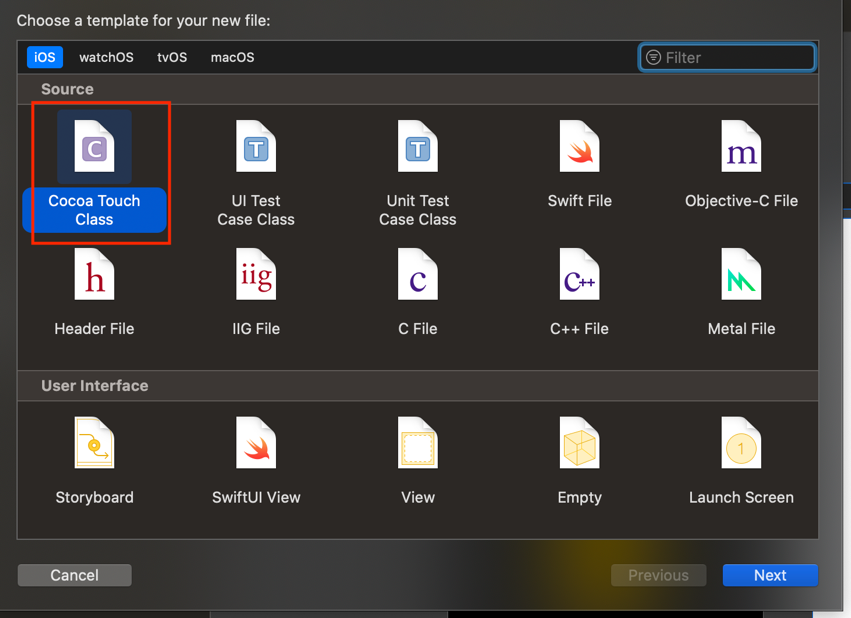 Choose a template for your new file:
iOS watchOS tvOS macOS Filter
Source
C T T m
Cocoa Touch
Class
UI Test
Case Class
Unit Test
Case Class
Swift File
Objective-C File
h iig c C++
Header File IIG File C File C++ File Metal File
User Interface
1
Storyboard SwiftUI View View Empty Launch Screen
Cancel Previous Next